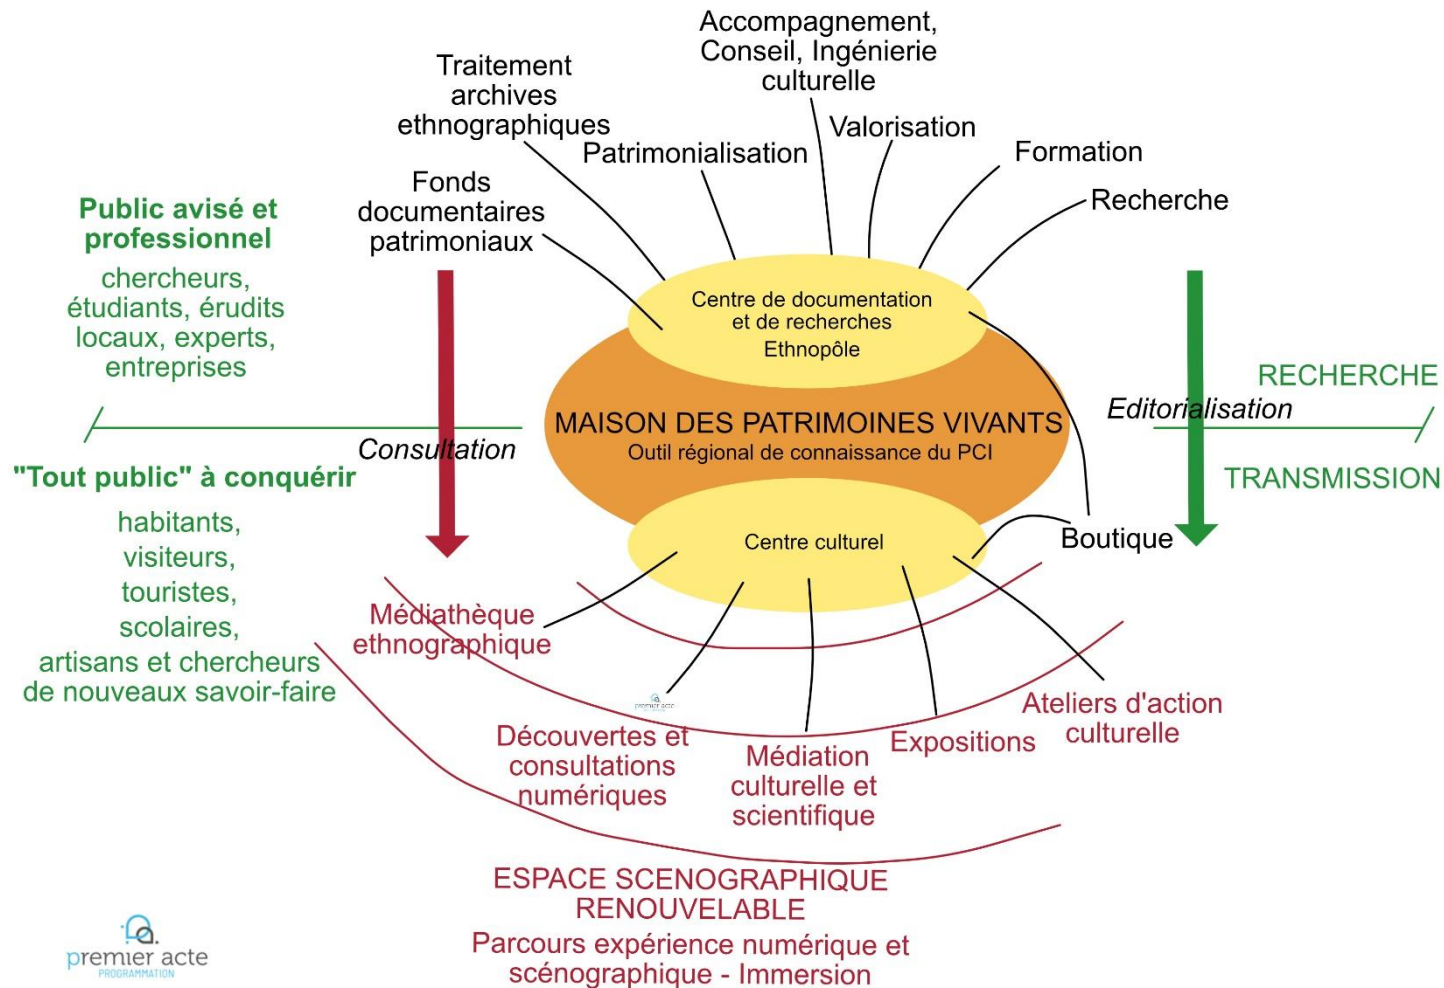 Accompagnement,
Conseil, Ingénierie
culturelle
Traitement
archives
ethnographiques
Valorisation
Patrimonialisation
Formation
Fonds
documentaires
patrimoniaux
Recherche
Public avisé et
professionnel
chercheurs,
étudiants, érudits
locaux, experts,
entreprises
Centre de documentation
et de recherches
Ethnopôle
RECHERCHE
Editorialisation
MAISON DES PATRIMOINES VIVANTS
Outil régional de connaissance du PCI
Consultation
TRANSMISSION
"Tout public" à conquérir
habitants,
visiteurs,
touristes,
scolaires,
artisans et chercheurs
de nouveaux savoir-faire
Centre culturel
Boutique
Médiathèque
ethnographique
premier acte
Découvertes et
consultations
numériques
Médiation
culturelle et
scientifique
Expositions
Ateliers d'action
culturelle
ESPACE SCENOGRAPHIQUE
RENOUVELABLE
Parcours expérience numérique et
scénographique - Immersion
premier acte
PROGRAMMATION